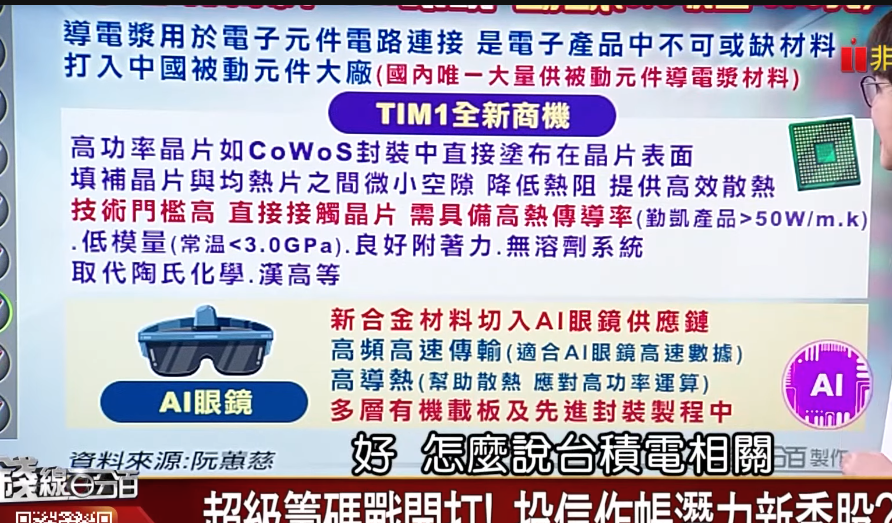 導電漿用於電子元件電路連接 是電子產品中不可或缺材料
打入中國被動元件大廠(國內唯一大量供被動元件導電漿材料)
非
TIM1全新商機
高功率晶片如CoWoS封裝中直接塗布在晶片表面
填補晶片與均熱片之間微小空隙 降低熱阻 提供高效散熱
技術門檻高 直接接觸晶片 需具備高熱傳導率(勤凱產品>50W/m.k)
.低模量(常溫<3.0GPa).良好附著力.無溶劑系統
取代陶氏化學.漢高等
新合金材料切入AI眼鏡供應鏈
高頻高速傳輸(適合AI眼鏡高速數據)
高導熱(幫助散熱 應對高功率運算)
多層有機載板及先進封裝製程中
AI眼鏡
AI
資料來源:阮蕙慈
好 怎麼說台積電相關
百製作
錢線百分百
超級籌碼戰開打! 投信作帳潛力新秀股?